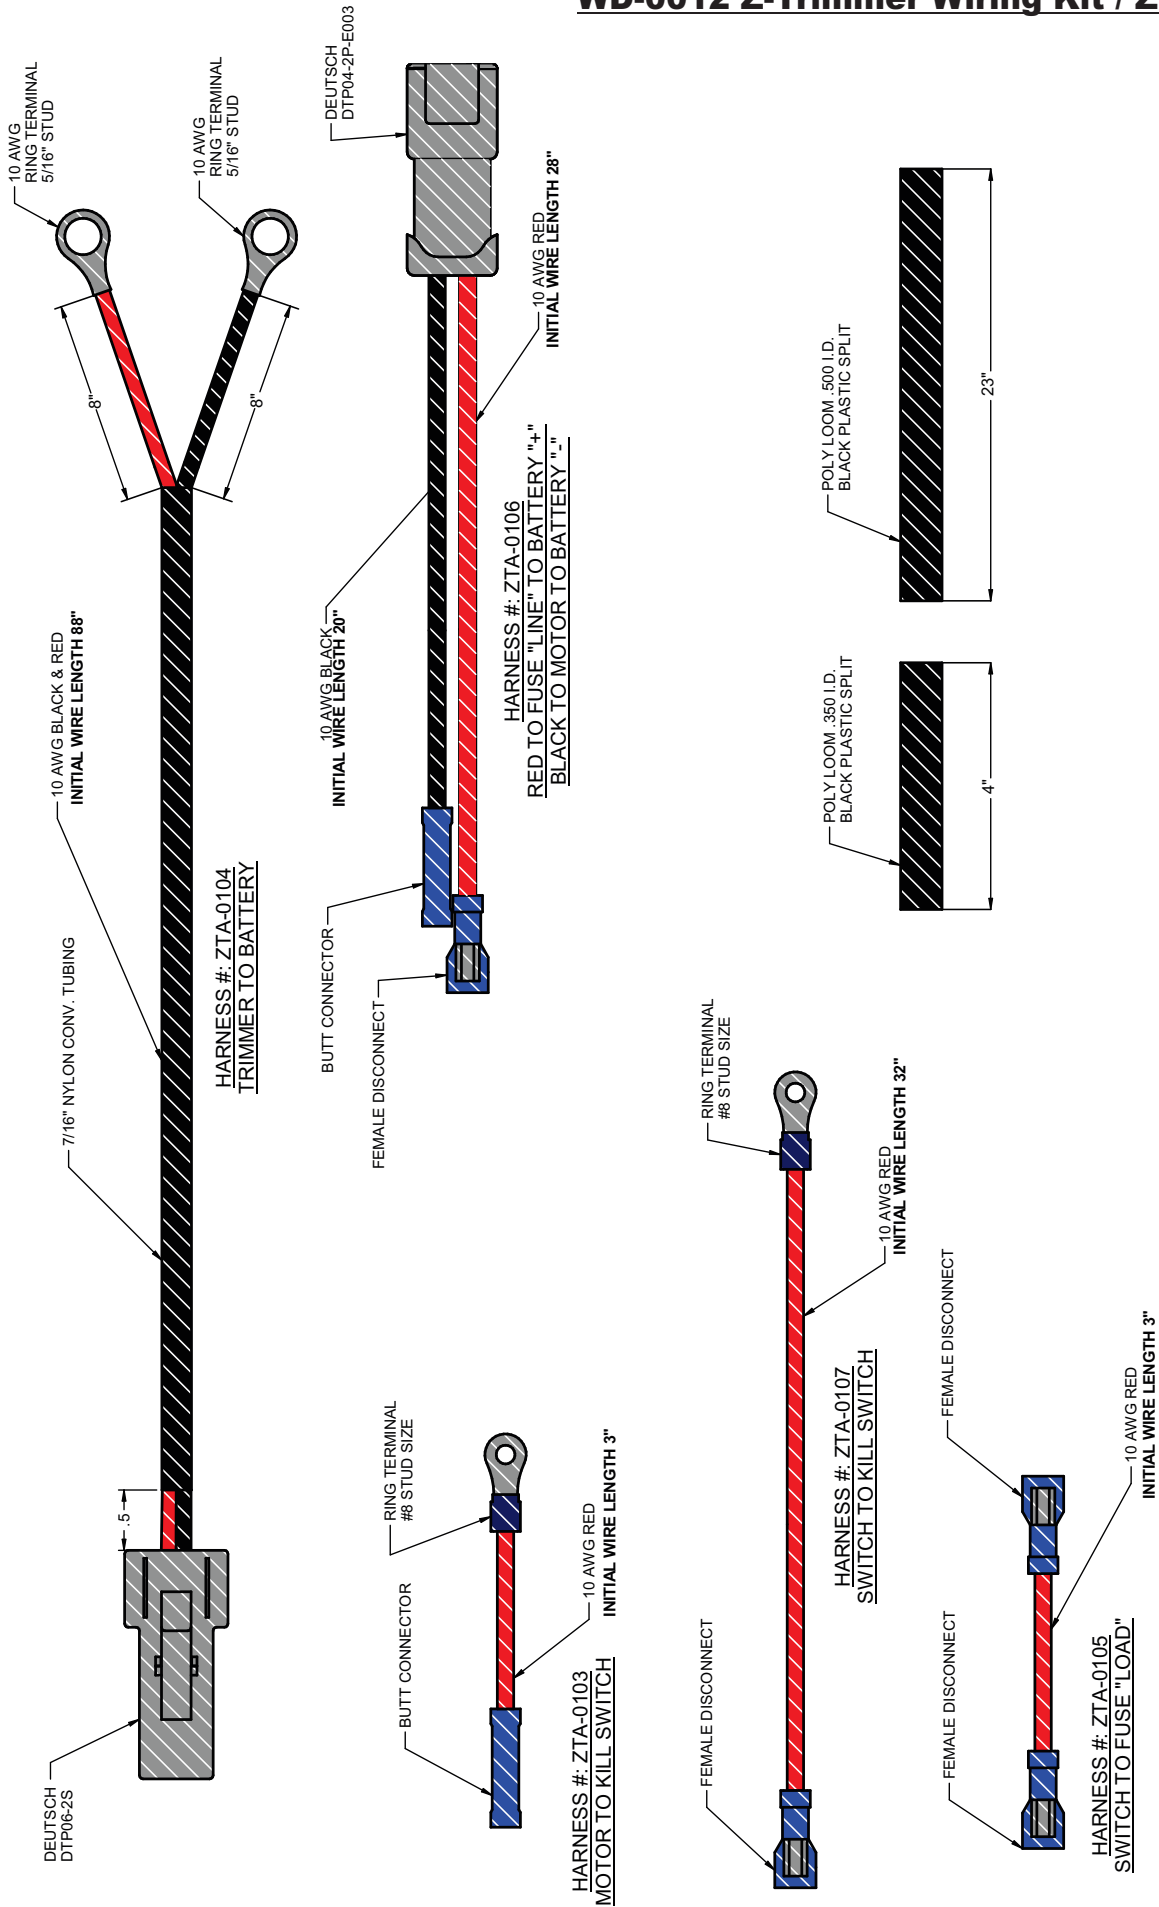 WD-0012 Z-Trimmer Wiring Kit / Z
10 AWG
RING TERMINAL
5/16" STUD
10 AWG
RING TERMINAL
5/16" STUD
8"
8"
10 AWG BLACK & RED
INITIAL WIRE LENGTH 88"
7/16" NYLON CONV. TUBING
.5
DEUTSCH
DTP06-2S
HARNESS #: ZTA-0104
TRIMMER TO BATTERY
DEUTSCH
DTP04-2P-E003
10 AWG RED
INITIAL WIRE LENGTH 28"
10 AWG BLACK
INITIAL WIRE LENGTH 20"
BUTT CONNECTOR
FEMALE DISCONNECT
HARNESS #: ZTA-0106
RED TO FUSE "LINE" TO BATTERY "+"
BLACK TO MOTOR TO BATTERY "-"
RING TERMINAL
#8 STUD SIZE
BUTT CONNECTOR
10 AWG RED
INITIAL WIRE LENGTH 3"
HARNESS #: ZTA-0103
MOTOR TO KILL SWITCH
RING TERMINAL
#8 STUD SIZE
10 AWG RED
INITIAL WIRE LENGTH 32"
FEMALE DISCONNECT
HARNESS #: ZTA-0107
SWITCH TO KILL SWITCH
POLY LOOM .350 I.D.
BLACK PLASTIC SPLIT
4"
POLY LOOM .500 I.D.
BLACK PLASTIC SPLIT
23"
FEMALE DISCONNECT
FEMALE DISCONNECT
10 AWG RED
INITIAL WIRE LENGTH 3"
HARNESS #: ZTA-0105
SWITCH TO FUSE "LOAD"